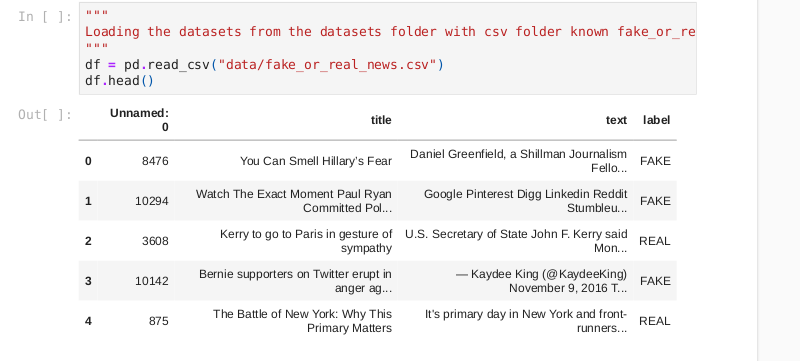 In [ ]: """
Loading the datasets from the datasets folder with csv folder known fake_or_re
"""
df = pd.read_csv("data/fake_or_real_news.csv")
df.head()
Out[ ]:
Unnamed: 0 title text label
0 8476 You Can Smell Hillary's Fear Daniel Greenfield, a Shillman Journalism Fello... FAKE
1 10294 Watch The Exact Moment Paul Ryan Committed Pol... Google Pinterest Digg Linkedin Reddit Stumbleu... FAKE
2 3608 Kerry to go to Paris in gesture of sympathy U.S. Secretary of State John F. Kerry said Mon... REAL
3 10142 Bernie supporters on Twitter erupt in anger ag... — Kaydee King (@KaydeeKing) November 9, 2016 T... FAKE
4 875 The Battle of New York: Why This Primary Matters It's primary day in New York and front-runners... REAL